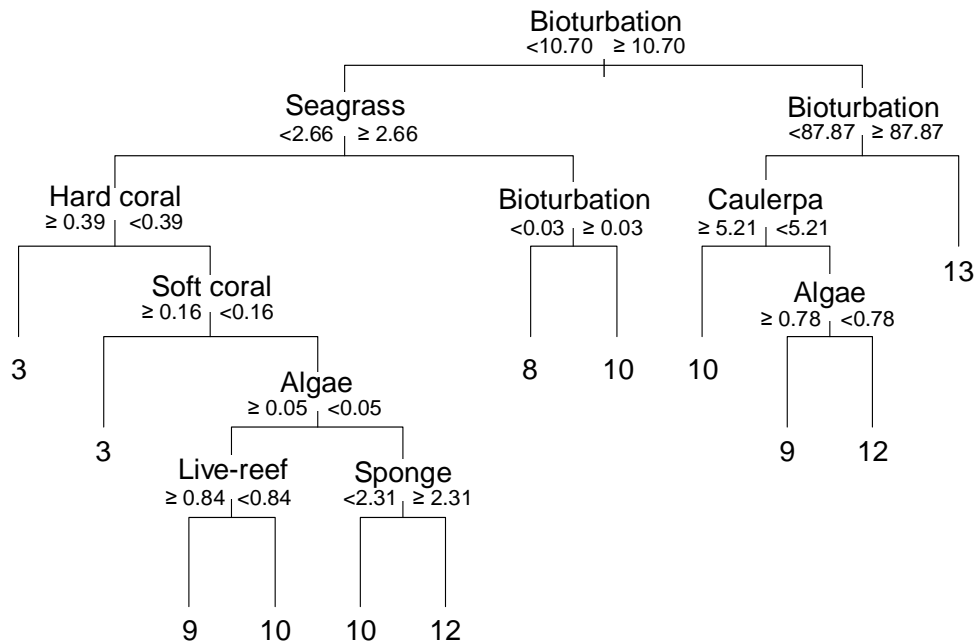 Bioturbation
<10.70 ≥ 10.70
Seagrass
<2.66 ≥ 2.66
Bioturbation
<87.87 ≥ 87.87
Hard coral
≥ 0.39 <0.39
Bioturbation
<0.03 ≥ 0.03
Caulerpa
≥ 5.21 <5.21
13
Soft coral
≥ 0.16 <0.16
Algae
≥ 0.78 <0.78
3
8
10
10
Algae
≥ 0.05 <0.05
3
9
12
Live-reef
≥ 0.84 <0.84
Sponge
<2.31 ≥ 2.31
9
10
10
12